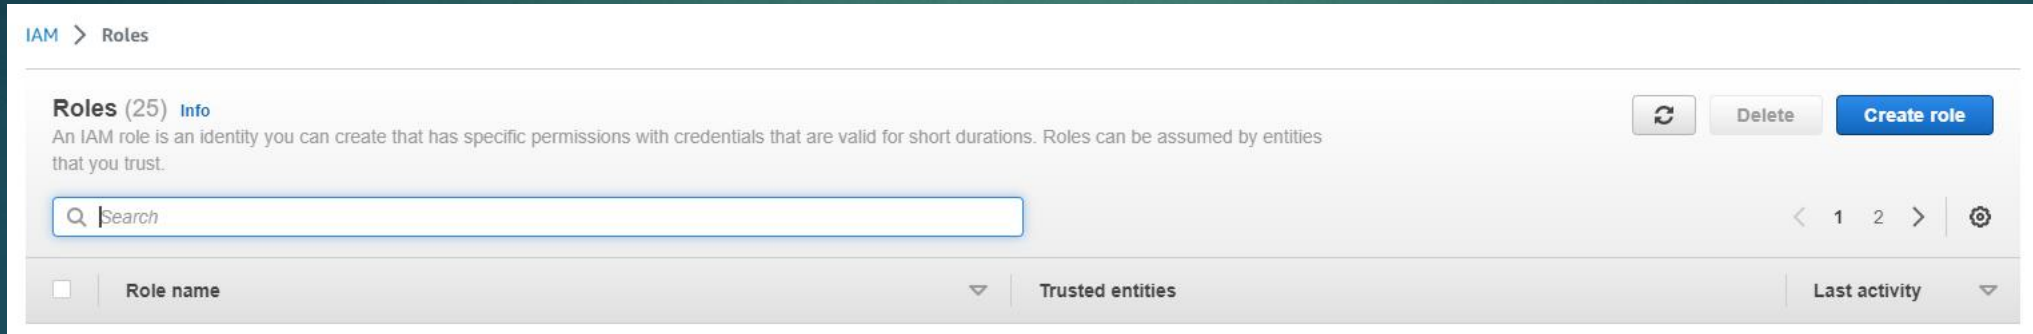 IAM > Roles
Roles (25) Info
Delete
Create role
An IAM role is an identity you can create that has specific permissions with credentials that are valid for short durations. Roles can be assumed by entities
that you trust.
Search
1 2
Role name
Trusted entities
Last activity